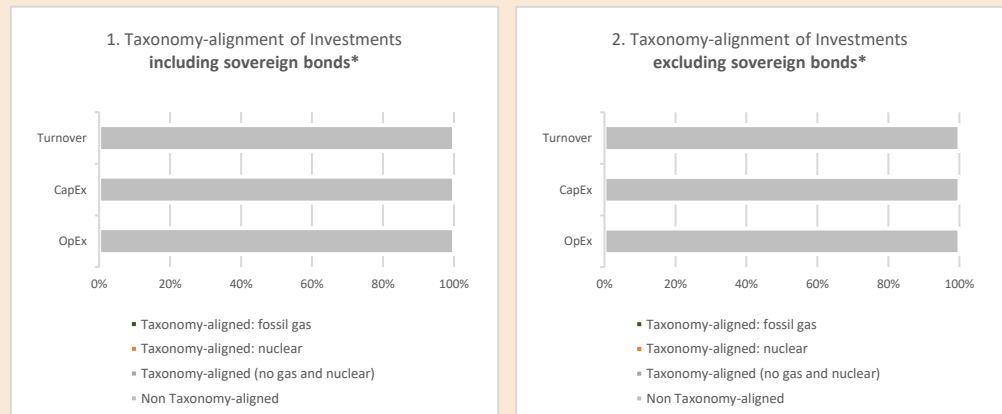 1. Taxonomy-alignment of Investments
including sovereign bonds*
Turnover
CapEx
OpEx
0% 20% 40% 60% 80% 100%
Taxonomy-aligned: fossil gas
Taxonomy-aligned: nuclear
Taxonomy-aligned (no gas and nuclear)
Non Taxonomy-aligned
2. Taxonomy-alignment of Investments
excluding sovereign bonds*
Turnover
CapEx
OpEx
0% 20% 40% 60% 80% 100%
Taxonomy-aligned: fossil gas
Taxonomy-aligned: nuclear
Taxonomy-aligned (no gas and nuclear)
Non Taxonomy-aligned